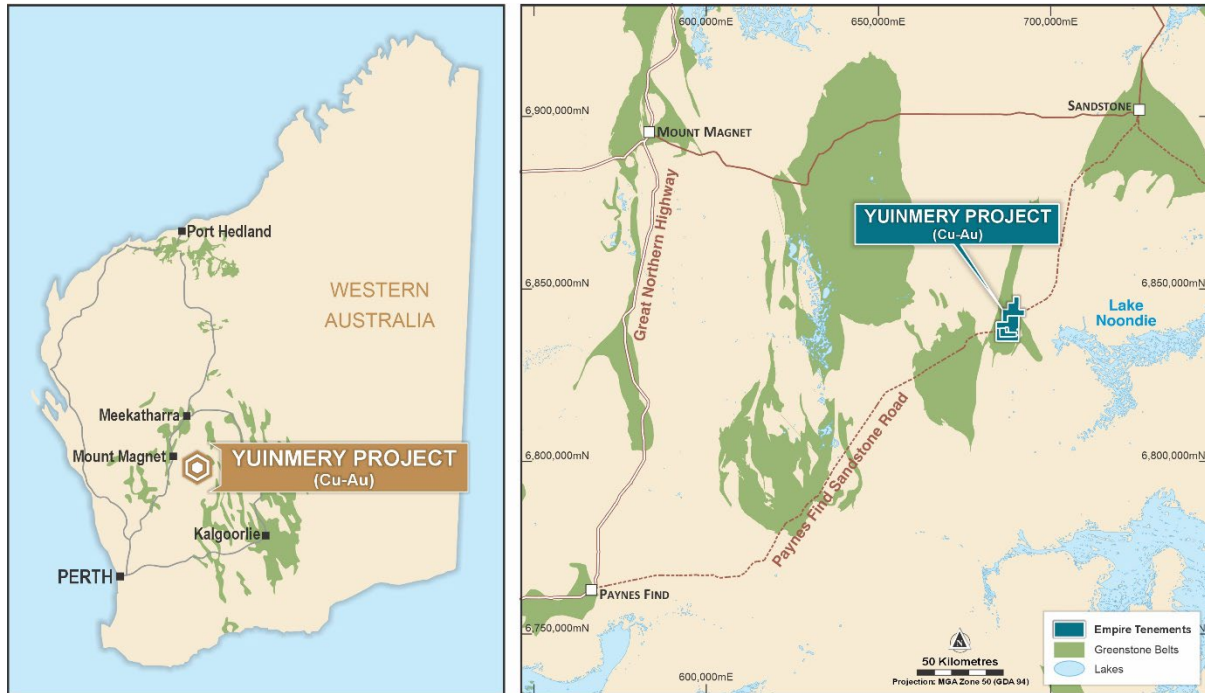 Port Hedland
WESTERN
AUSTRALIA
Meekatharra
Mount Magnet
YUINMERY PROJECT
(Cu-Au)
Kalgoorlie
PERTH
600,000mE
650,000mE
700,000mE
6,900,000mN
6,900,000mN
SANDSTONE
MOUNT MAGNET
Great Northern Highway
YUINMERY PROJECT
(Cu-Au)
6,850,000mN
6,850,000mN
Lake
Noondie
Paynes Find Sandstone Road
6,800,000mN
6,800,000mN
PAYNES FIND
6,750,000mN
N
50 Kilometres
Projection: MGA Zone 50 (GDA 94)
600,000mE
Empire Tenements
Greenstone Belts
Lakes